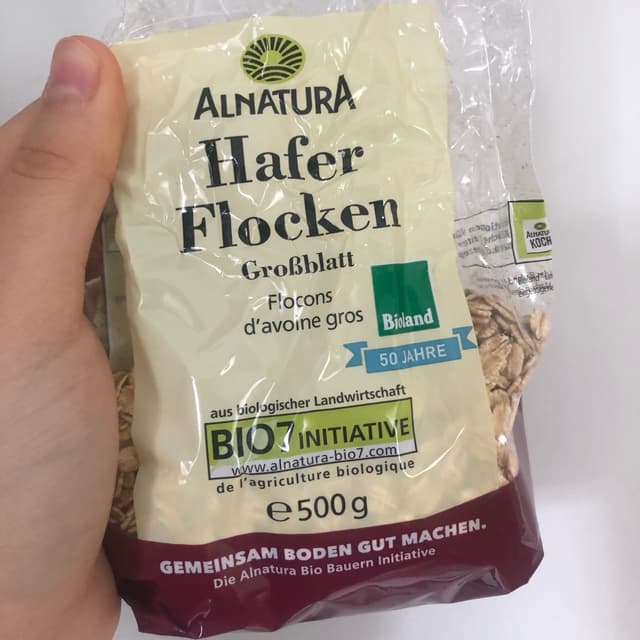 ALNATURA
Hafer
Flocken
Großblatt
Flocons
d'avoine gros
Bioland
50 JAHRE
aus biologischer Landwirtschaft
BIO7 INITIATIVE
www.alnatura-bio7.com
de l'agriculture biologique
e 500 g
GEMEINSAM BODEN GUT MACHEN.
Die Alnatura Bio Bauern Initiative
KOCH